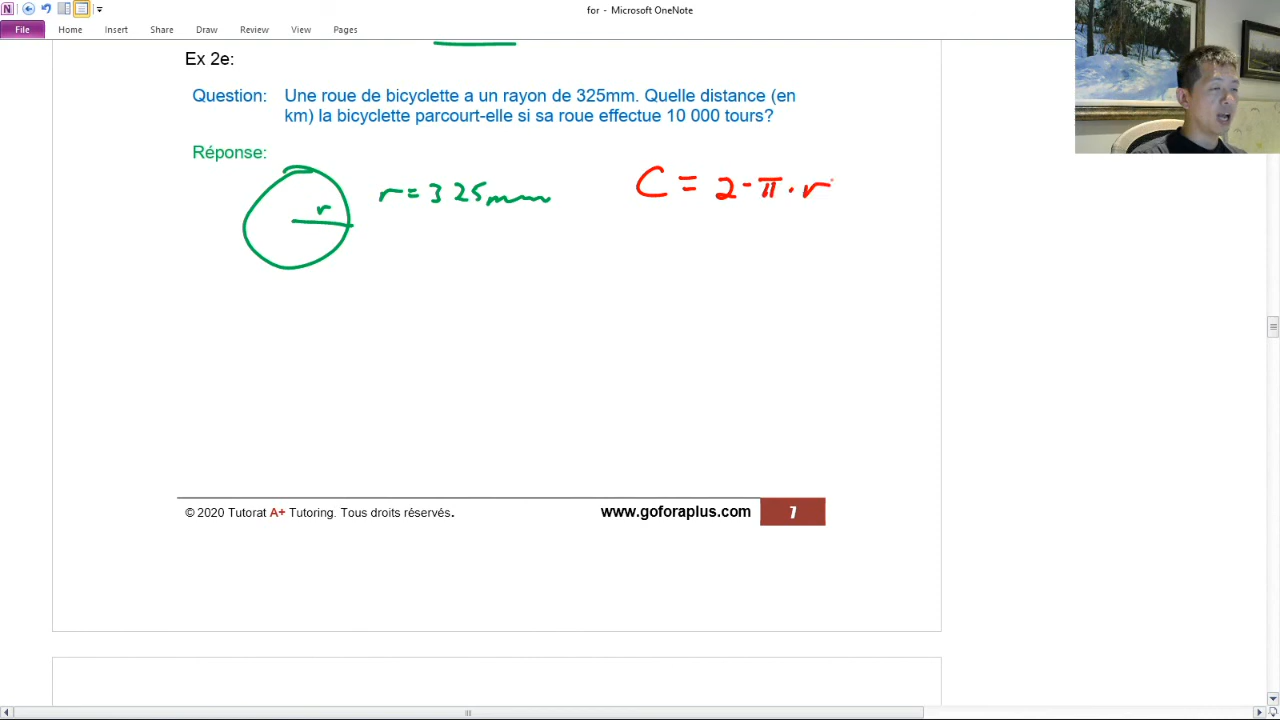 for - Microsoft OneNote
File Home Insert Share Draw Review View Pages
Ex 2e:
Question: Une roue de bicyclette a un rayon de 325mm. Quelle distance (en
km) la bicyclette parcourt-elle si sa roue effectue 10 000 tours?
Réponse:
r r = 325mm C = 2·π·r
© 2020 Tutorat A+ Tutoring. Tous droits réservés. www.goforaplus.com 7